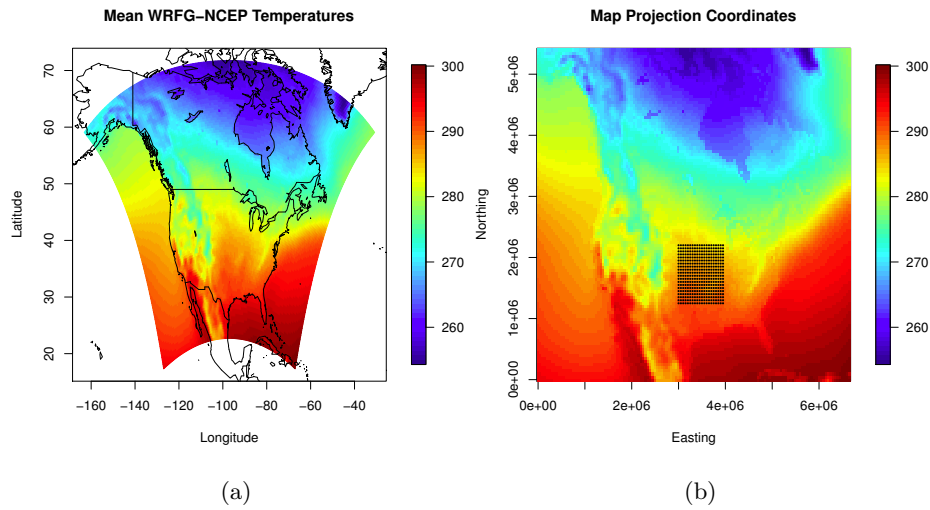 Mean WRFG−NCEP Temperatures
Latitude
70
60
50
40
30
20
−160 −140 −120 −100 −80 −60 −40
Longitude
300
290
280
270
260
(a)
Map Projection Coordinates
Northing
5e+06
4e+06
3e+06
2e+06
1e+06
0e+00
0e+00 2e+06 4e+06 6e+06
Easting
300
290
280
270
260
(b)